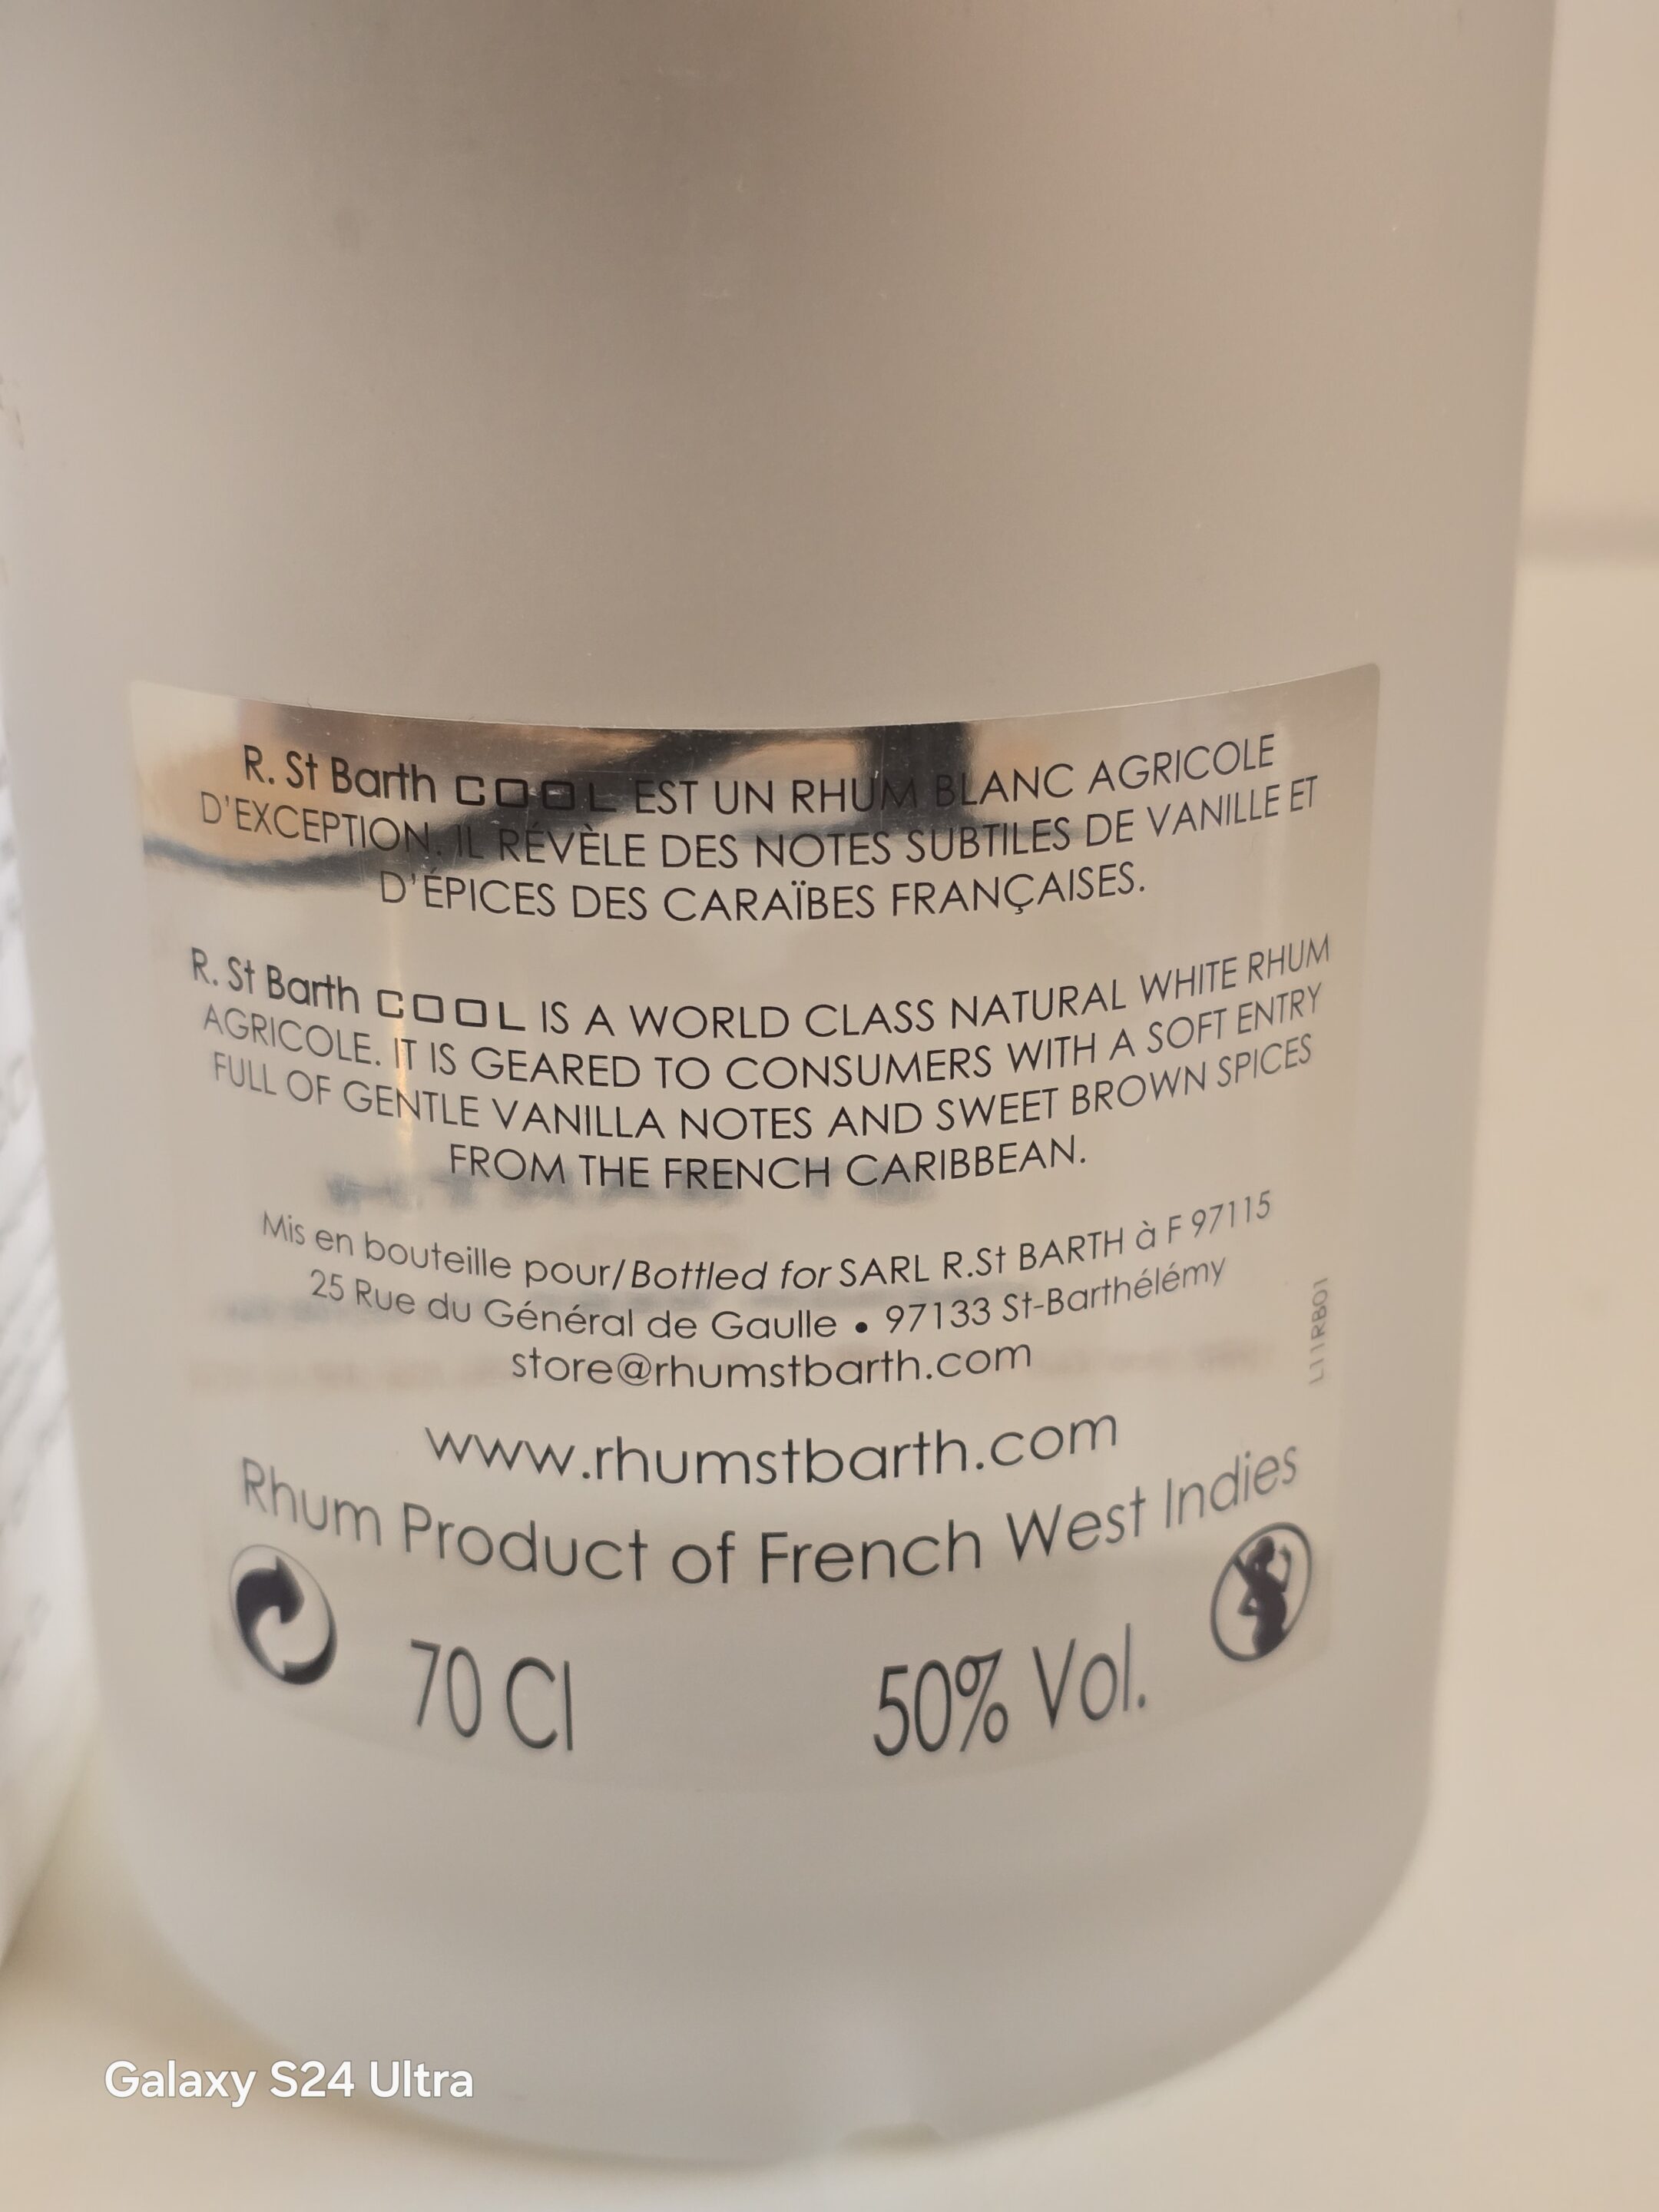 R. St Barth COOL EST UN RHUM BLANC AGRICOLE
D'EXCEPTION. IL RÉVÈLE DES NOTES SUBTILES DE VANILLE ET
D'ÉPICES DES CARAÏBES FRANÇAISES.
R. St Barth COOL IS A WORLD CLASS NATURAL WHITE RHUM
AGRICOLE. IT IS GEARED TO CONSUMERS WITH A SOFT ENTRY
FULL OF GENTLE VANILLA NOTES AND SWEET BROWN SPICES
FROM THE FRENCH CARIBBEAN.
Mis en bouteille pour/Bottled for SARL R.St BARTH à F 97115
25 Rue du Général de Gaulle • 97133 St-Barthélémy
store@rhumstbarth.com
L11RB01
www.rhumstbarth.com
Rhum Product of French West Indies
70 Cl 50% Vol.
Galaxy S24 Ultra